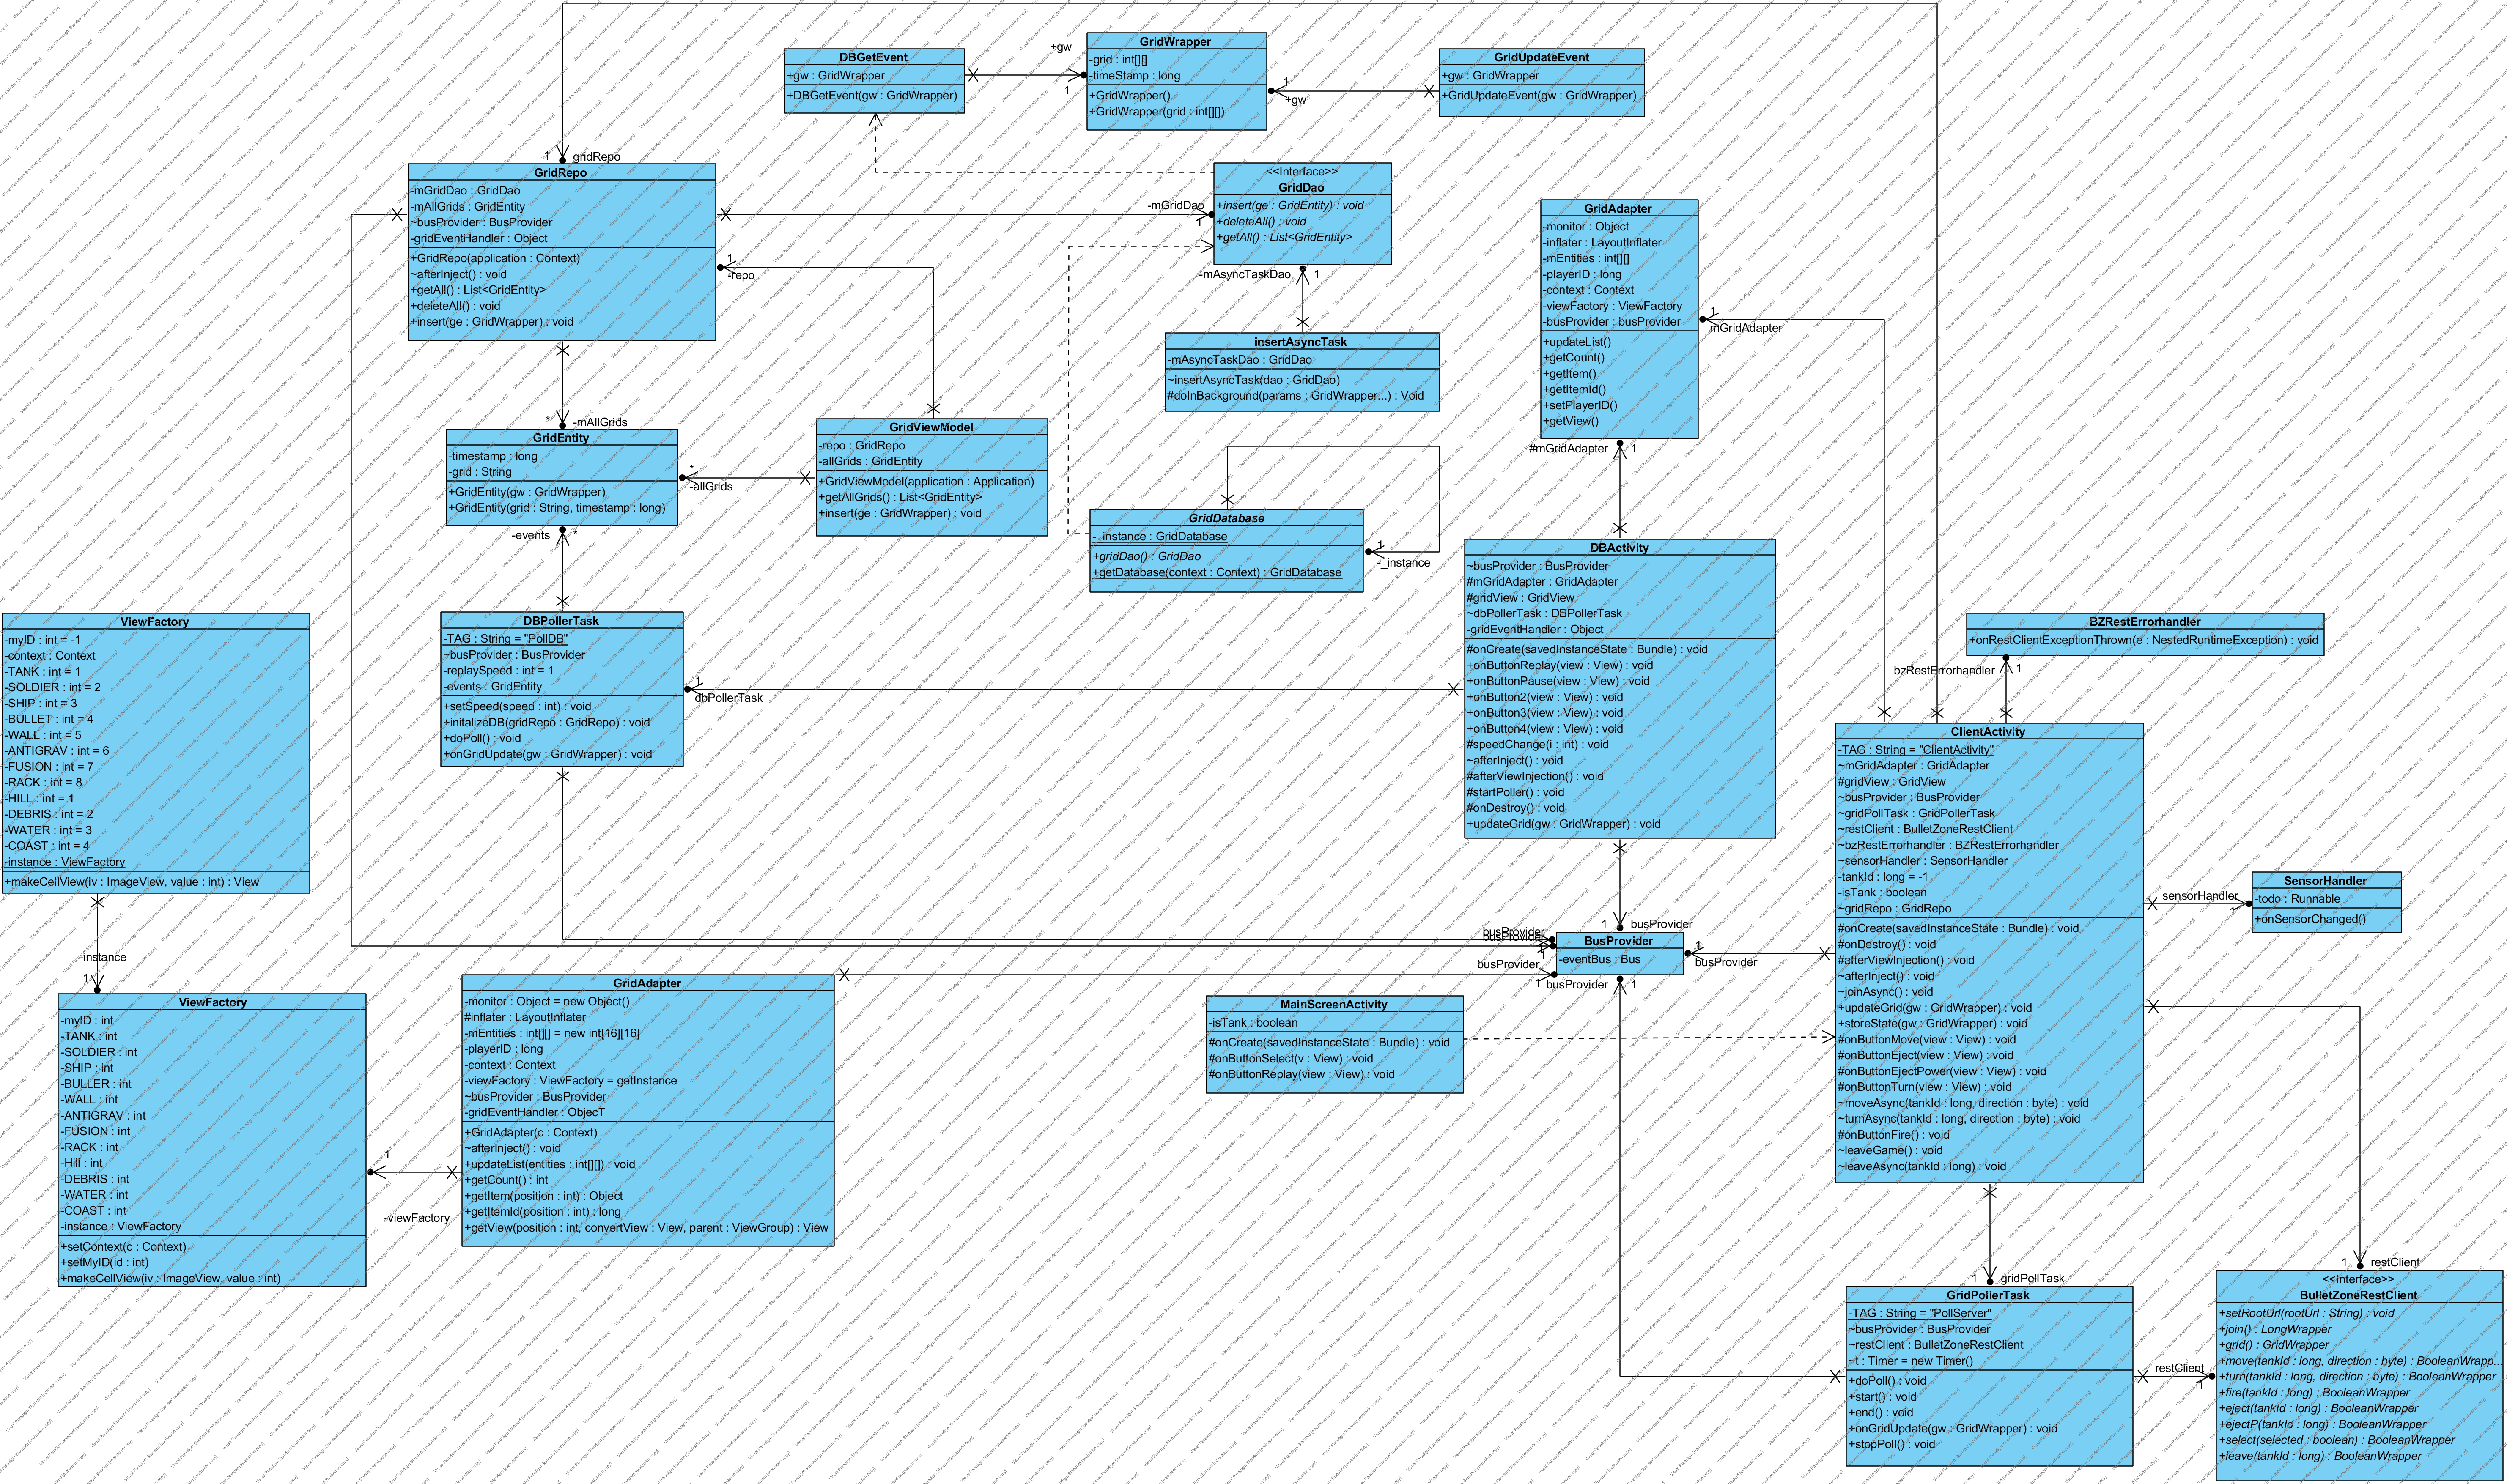 DBGetEvent
+gw : GridWrapper
+DBGetEvent(gw : GridWrapper)
+gw
1
GridWrapper
-grid : int[][]
-timeStamp : long
+GridWrapper()
+GridWrapper(grid : int[][])
1
+gw
GridUpdateEvent
+gw : GridWrapper
+GridUpdateEvent(gw : GridWrapper)
1
gridRepo
GridRepo
-mGridDao : GridDao
-mAllGrids : GridEntity
~busProvider : BusProvider
-gridEventHandler : Object
+GridRepo(application : Context)
~afterInject() : void
+getAll() : List<GridEntity>
+deleteAll() : void
+insert(ge : GridWrapper) : void
-mGridDao
1
<<Interface>>
GridDao
+insert(ge : GridEntity) : void
+deleteAll() : void
+getAll() : List<GridEntity>
1
-repo
-mAsyncTaskDao
1
insertAsyncTask
-mAsyncTaskDao : GridDao
~insertAsyncTask(dao : GridDao)
#doInBackground(params : GridWrapper...) : Void
GridAdapter
-monitor : Object
-inflater : LayoutInflater
-mEntities : int[][]
-playerID : long
-context : Context
-viewFactory : ViewFactory
-busProvider : busProvider
+updateList()
+getCount()
+getItem()
+getItemId()
+setPlayerID()
+getView()
1
mGridAdapter
#mGridAdapter
1
*
-mAllGrids
GridEntity
-timestamp : long
-grid : String
+GridEntity(gw : GridWrapper)
+GridEntity(grid : String, timestamp : long)
*
-allGrids
GridViewModel
-repo : GridRepo
-allGrids : GridEntity
+GridViewModel(application : Application)
+getAllGrids() : List<GridEntity>
+insert(ge : GridWrapper) : void
-events
*
GridDatabase
-_instance : GridDatabase
+gridDao() : GridDao
+getDatabase(context : Context) : GridDatabase
1
-_instance
DBActivity
~busProvider : BusProvider
#mGridAdapter : GridAdapter
#gridView : GridView
~dbPollerTask : DBPollerTask
-gridEventHandler : Object
#onCreate(savedInstanceState : Bundle) : void
+onButtonReplay(view : View) : void
+onButtonPause(view : View) : void
+onButton2(view : View) : void
+onButton3(view : View) : void
+onButton4(view : View) : void
#speedChange(i : int) : void
~afterInject() : void
#afterViewInjection() : void
#startPoller() : void
#onDestroy() : void
+updateGrid(gw : GridWrapper) : void
ViewFactory
-myID : int = -1
-context : Context
-TANK : int = 1
-SOLDIER : int = 2
-SHIP : int = 3
-BULLET : int = 4
-WALL : int = 5
-ANTIGRAV : int = 6
-FUSION : int = 7
-RACK : int = 8
-HILL : int = 1
-DEBRIS : int = 2
-WATER : int = 3
-COAST : int = 4
-instance : ViewFactory
+makeCellView(iv : ImageView, value : int) : View
DBPollerTask
-TAG : String = "PollDB"
~busProvider : BusProvider
-replaySpeed : int = 1
-events : GridEntity
+setSpeed(speed : int) : void
+initalizeDB(gridRepo : GridRepo) : void
+doPoll() : void
+onGridUpdate(gw : GridWrapper) : void
1
dbPollerTask
BZRestErrorhandler
+onRestClientExceptionThrown(e : NestedRuntimeException) : void
bzRestErrorhandler
1
ClientActivity
-TAG : String = "ClientActivity"
~mGridAdapter : GridAdapter
#gridView : GridView
~busProvider : BusProvider
~gridPollTask : GridPollerTask
~restClient : BulletZoneRestClient
~bzRestErrorhandler : BZRestErrorhandler
~sensorHandler : SensorHandler
-tankId : long = -1
-isTank : boolean
~gridRepo : GridRepo
#onCreate(savedInstanceState : Bundle) : void
#onDestroy() : void
#afterViewInjection() : void
~afterInject() : void
~joinAsync() : void
+updateGrid(gw : GridWrapper) : void
+storeState(gw : GridWrapper) : void
#onButtonMove(view : View) : void
#onButtonEject(view : View) : void
#onButtonEjectPower(view : View) : void
#onButtonTurn(view : View) : void
~moveAsync(tankId : long, direction : byte) : void
~turnAsync(tankId : long, direction : byte) : void
#onButtonFire() : void
~leaveGame() : void
~leaveAsync(tankId : long) : void
sensorHandler
1
SensorHandler
-todo : Runnable
+onSensorChanged()
1
busProvider
busProvider
busProvider
1
BusProvider
-eventBus : Bus
1
busProvider
busProvider
1
busProvider
1
-instance
1
ViewFactory
-myID : int
-TANK : int
-SOLDIER : int
-SHIP : int
-BULLER : int
-WALL : int
-ANTIGRAV : int
-FUSION : int
-RACK : int
-Hill : int
-DEBRIS : int
-WATER : int
-COAST : int
-instance : ViewFactory
+setContext(c : Context)
+setMyID(id : int)
+makeCellView(iv : ImageView, value : int)
1
-viewFactory
GridAdapter
-monitor : Object = new Object()
#inflater : LayoutInflater
-mEntities : int[][] = new int[16][16]
-playerID : long
-context : Context
-viewFactory : ViewFactory = getInstance
~busProvider : BusProvider
-gridEventHandler : ObjecT
+GridAdapter(c : Context)
~afterInject() : void
+updateList(entities : int[][]) : void
+getCount() : int
+getItem(position : int) : Object
+getItemId(position : int) : long
+getView(position : int, convertView : View, parent : ViewGroup) : View
MainScreenActivity
-isTank : boolean
#onCreate(savedInstanceState : Bundle) : void
#onButtonSelect(v : View) : void
#onButtonReplay(view : View) : void
1
gridPollTask
GridPollerTask
-TAG : String = "PollServer"
~busProvider : BusProvider
~restClient : BulletZoneRestClient
~t : Timer = new Timer()
+doPoll() : void
+start() : void
+end() : void
+onGridUpdate(gw : GridWrapper) : void
+stopPoll() : void
restClient
1
1
restClient
<<Interface>>
BulletZoneRestClient
+setRootUrl(rootUrl : String) : void
+join() : LongWrapper
+grid() : GridWrapper
+move(tankId : long, direction : byte) : BooleanWrapp...
+turn(tankId : long, direction : byte) : BooleanWrapper
+fire(tankId : long) : BooleanWrapper
+eject(tankId : long) : BooleanWrapper
+ejectP(tankId : long) : BooleanWrapper
+select(selected : boolean) : BooleanWrapper
+leave(tankId : long) : BooleanWrapper